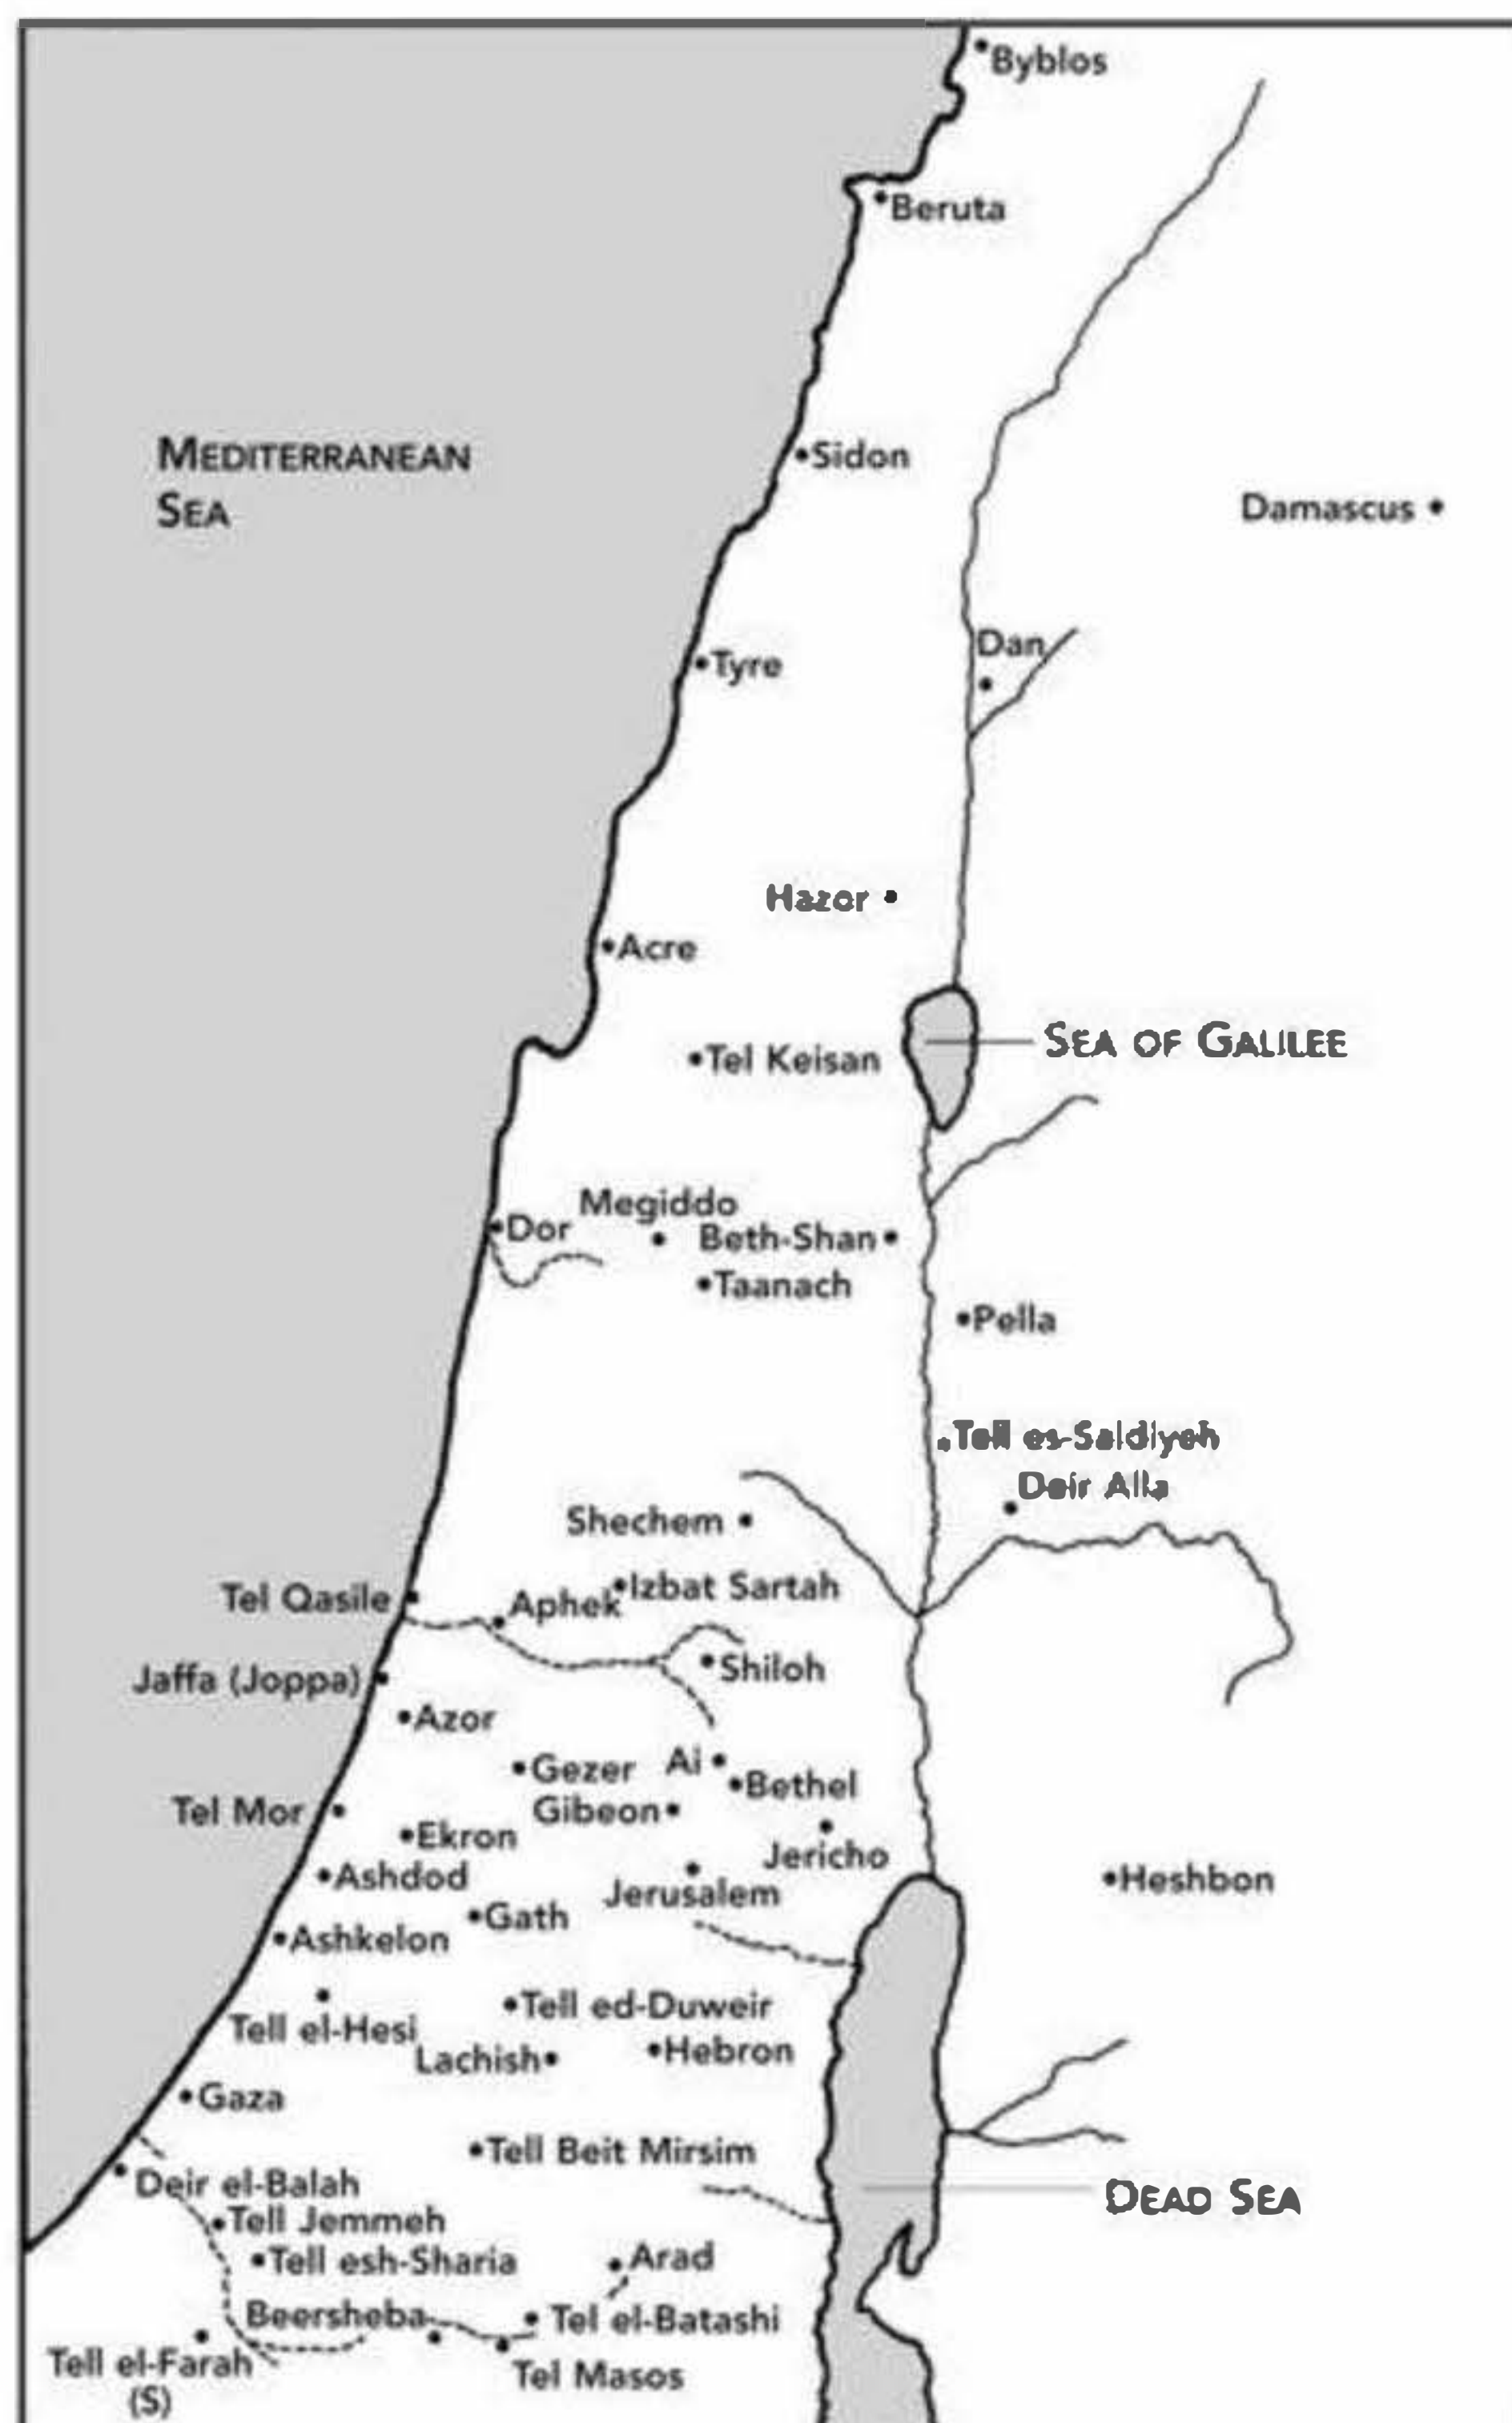 Byblos
Beruta
MEDITERRANEAN
SEA
Sidon
Damascus
Tyre
Dan
Hazor
Acre
SEA OF GALILEE
Tel Keisan
Megiddo
Dor
Beth-Shan
Taanach
Pella
Tell es-Saidiyeh
Deir Alla
Shechem
Izbat Sartah
Tel Qasile
Aphek
Shiloh
Jaffa (Joppa)
Azor
Gezer
Ai
Bethel
Tel Mor
Gibeon
Ekron
Jericho
Ashdod
Heshbon
Jerusalem
Gath
Ashkelon
Tell ed-Duweir
Tell el-Hesi
Lachish
Hebron
Gaza
Tell Beit Mirsim
Deir el-Balah
DEAD SEA
Tell Jemmeh
Tell esh-Sharia
Arad
Beersheba
Tel el-Batashi
Tell el-Farah
(S)
Tel Masos